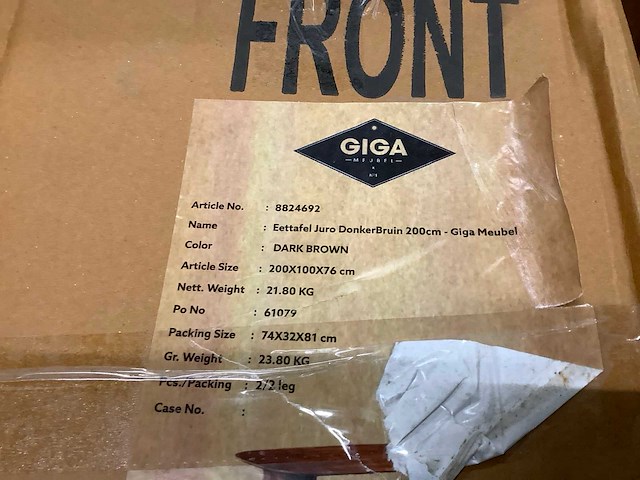 FRONT
GIGA
MEUBEL
Article No. : 8824692
Name : Eettafel Juro DonkerBruin 200cm - Giga Meubel
Color : DARK BROWN
Article Size : 200X100X76 cm
Nett. Weight : 21.80 KG
Po No : 61079
Packing Size : 74X32X81 cm
Gr. Weight : 23.80 KG
Pcs./Packing : 2/2 leg
Case No. :